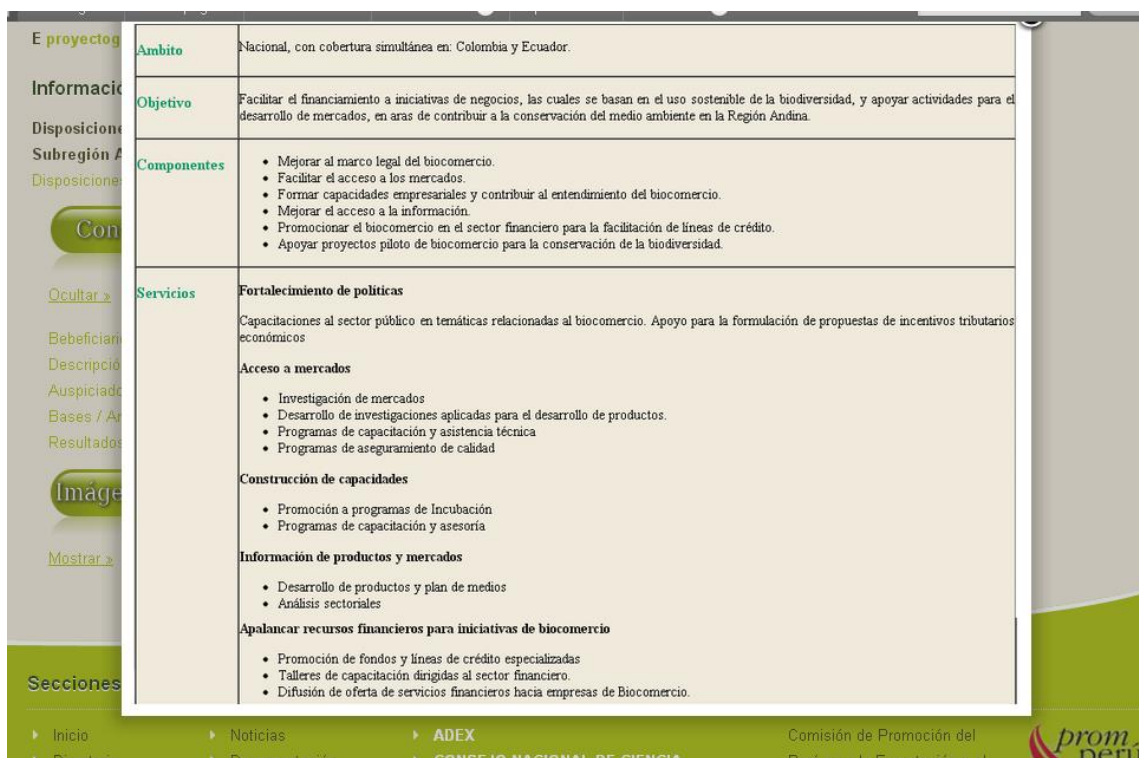 E proyectog
Informació
Disposicione
Subregión A
Disposicione
Con
Ocultar »
Bebeficiari
Descripció
Auspiciado
Bases / An
Resultados
Imáge
Mostrar »
Ambito
Nacional, con cobertura simultánea en: Colombia y Ecuador.
Objetivo
Facilitar el financiamiento a iniciativas de negocios, las cuales se basan en el uso sostenible de la biodiversidad, y apoyar actividades para el
desarrollo de mercados, en aras de contribuir a la conservación del medio ambiente en la Región Andina.
Componentes
• Mejorar al marco legal del biocomercio.
• Facilitar el acceso a los mercados.
• Formar capacidades empresariales y contribuir al entendimiento del biocomercio.
• Mejorar el acceso a la información.
• Promocionar el biocomercio en el sector financiero para la facilitación de líneas de crédito.
• Apoyar proyectos piloto de biocomercio para la conservación de la biodiversidad.
Servicios
Fortalecimiento de políticas
Capacitaciones al sector público en temáticas relacionadas al biocomercio. Apoyo para la formulación de propuestas de incentivos tributarios
económicos
Acceso a mercados
• Investigación de mercados
• Desarrollo de investigaciones aplicadas para el desarrollo de productos.
• Programas de capacitación y asistencia técnica
• Programas de aseguramiento de calidad
Construcción de capacidades
• Promoción a programas de Incubación
• Programas de capacitación y asesoría
Información de productos y mercados
• Desarrollo de productos y plan de medios
• Análisis sectoriales
Apalancar recursos financieros para iniciativas de biocomercio
• Promoción de fondos y líneas de crédito especializadas
• Talleres de capacitación dirigidas al sector financiero.
• Difusión de oferta de servicios financieros hacia empresas de Biocomercio.
Secciones
Inicio
Noticias
ADEX
Comisión de Promoción del
prom
perú
CONSEJO NACIONAL DE CIENCIA